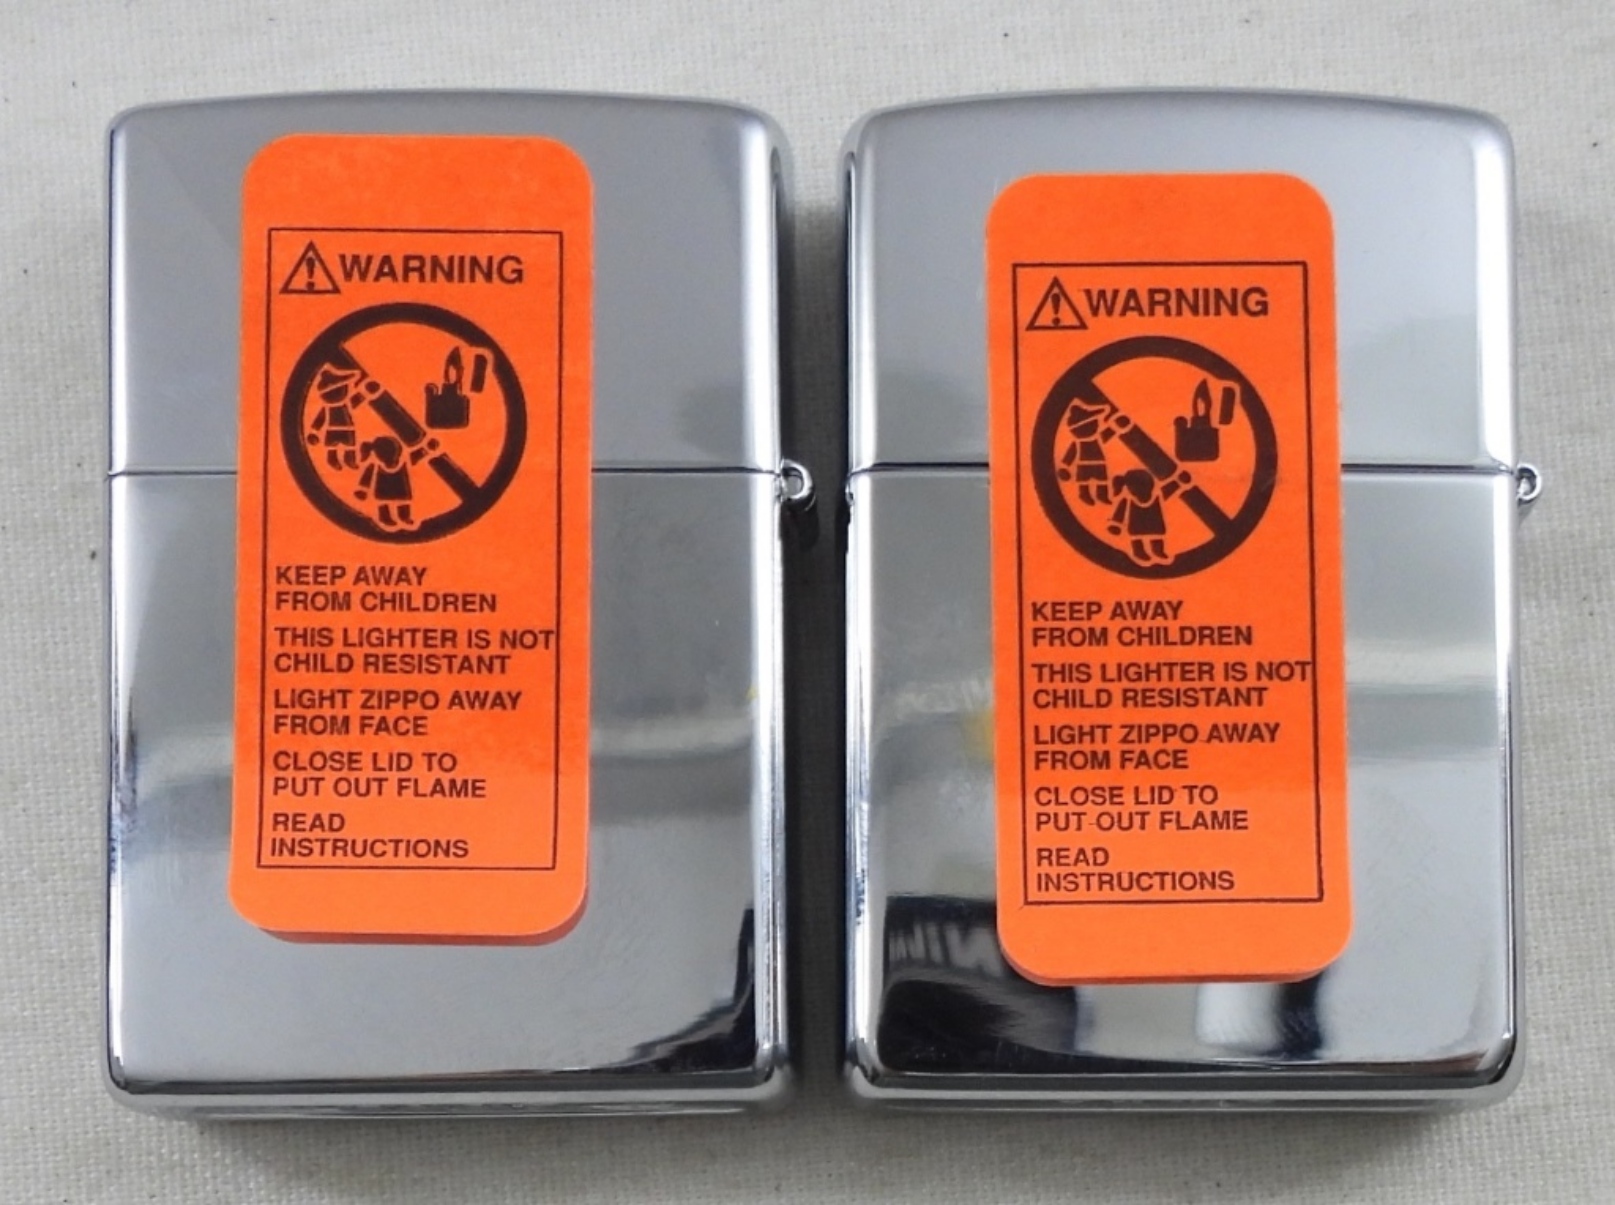 WARNING
KEEP AWAY
FROM CHILDREN
THIS LIGHTER IS NOT
CHILD RESISTANT
LIGHT ZIPPO AWAY
FROM FACE
CLOSE LID TO
PUT OUT FLAME
READ
INSTRUCTIONS
WARNING
KEEP AWAY
FROM CHILDREN
THIS LIGHTER IS NOT
CHILD RESISTANT
LIGHT ZIPPO AWAY
FROM FACE
CLOSE LID TO
PUT OUT FLAME
READ
INSTRUCTIONS